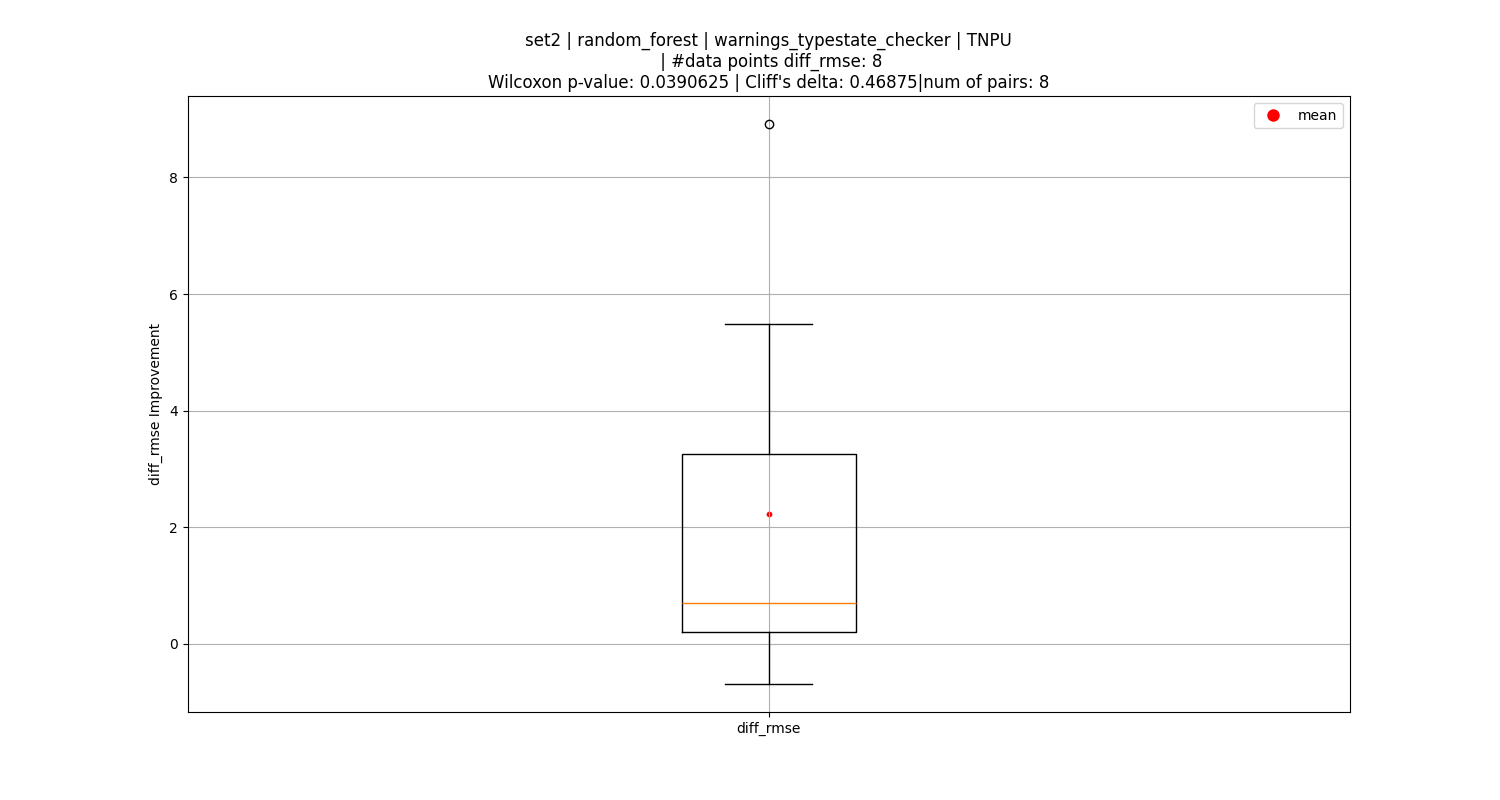 set2 | random_forest | warnings_typestate_checker | TNPU
| #data points diff_rmse: 8
Wilcoxon p-value: 0.0390625 | Cliff's delta: 0.46875|num of pairs: 8
mean
8
6
4
2
0
diff_rmse Improvement
diff_rmse